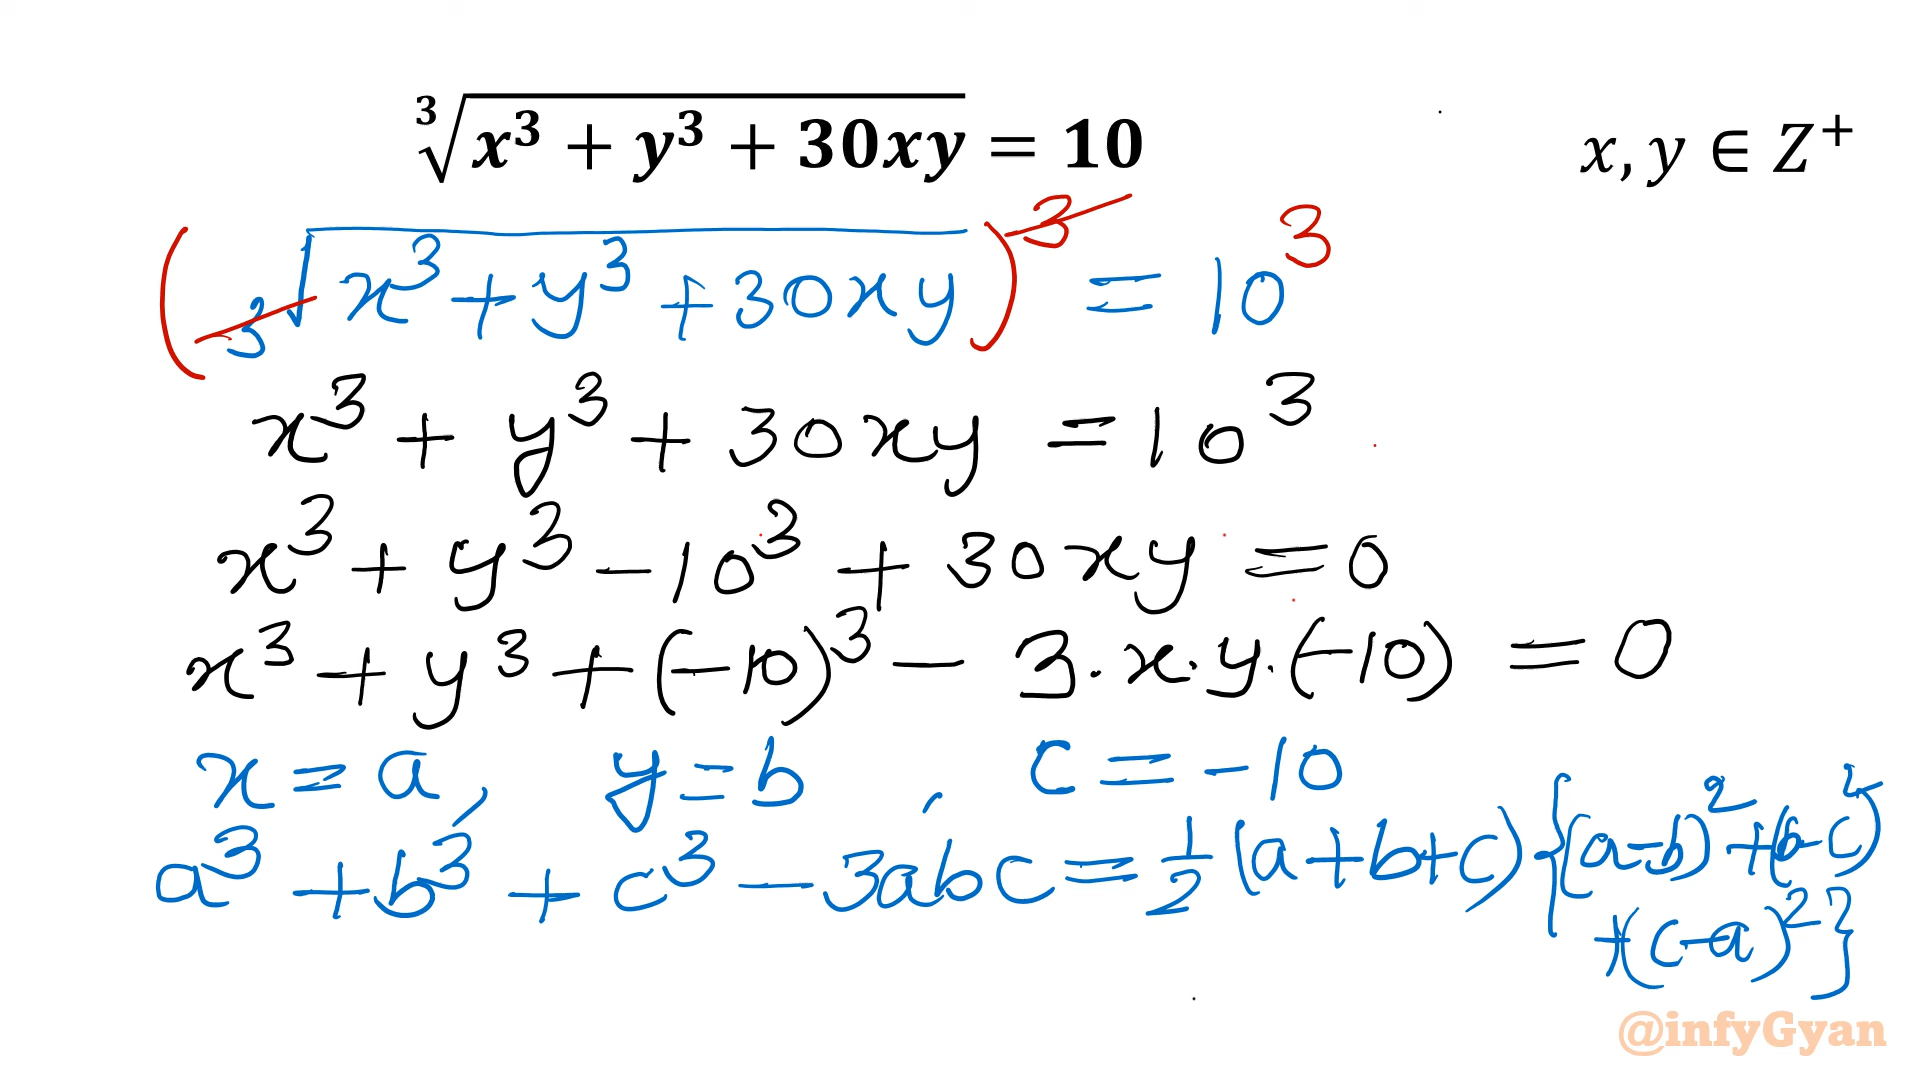 ∛(x³ + y³ + 30xy) = 10    x, y ∈ Z⁺
(∛(x³ + y³ + 30xy))³ = 10³
x³ + y³ + 30xy = 10³
x³ + y³ - 10³ + 30xy = 0
x³ + y³ + (-10)³ - 3·x·y·(-10) = 0
x = a, y = b, c = -10
a³ + b³ + c³ - 3abc = 1/2 (a+b+c) {(a-b)² + (b-c)²
+ (c-a)²}
@infyGyan